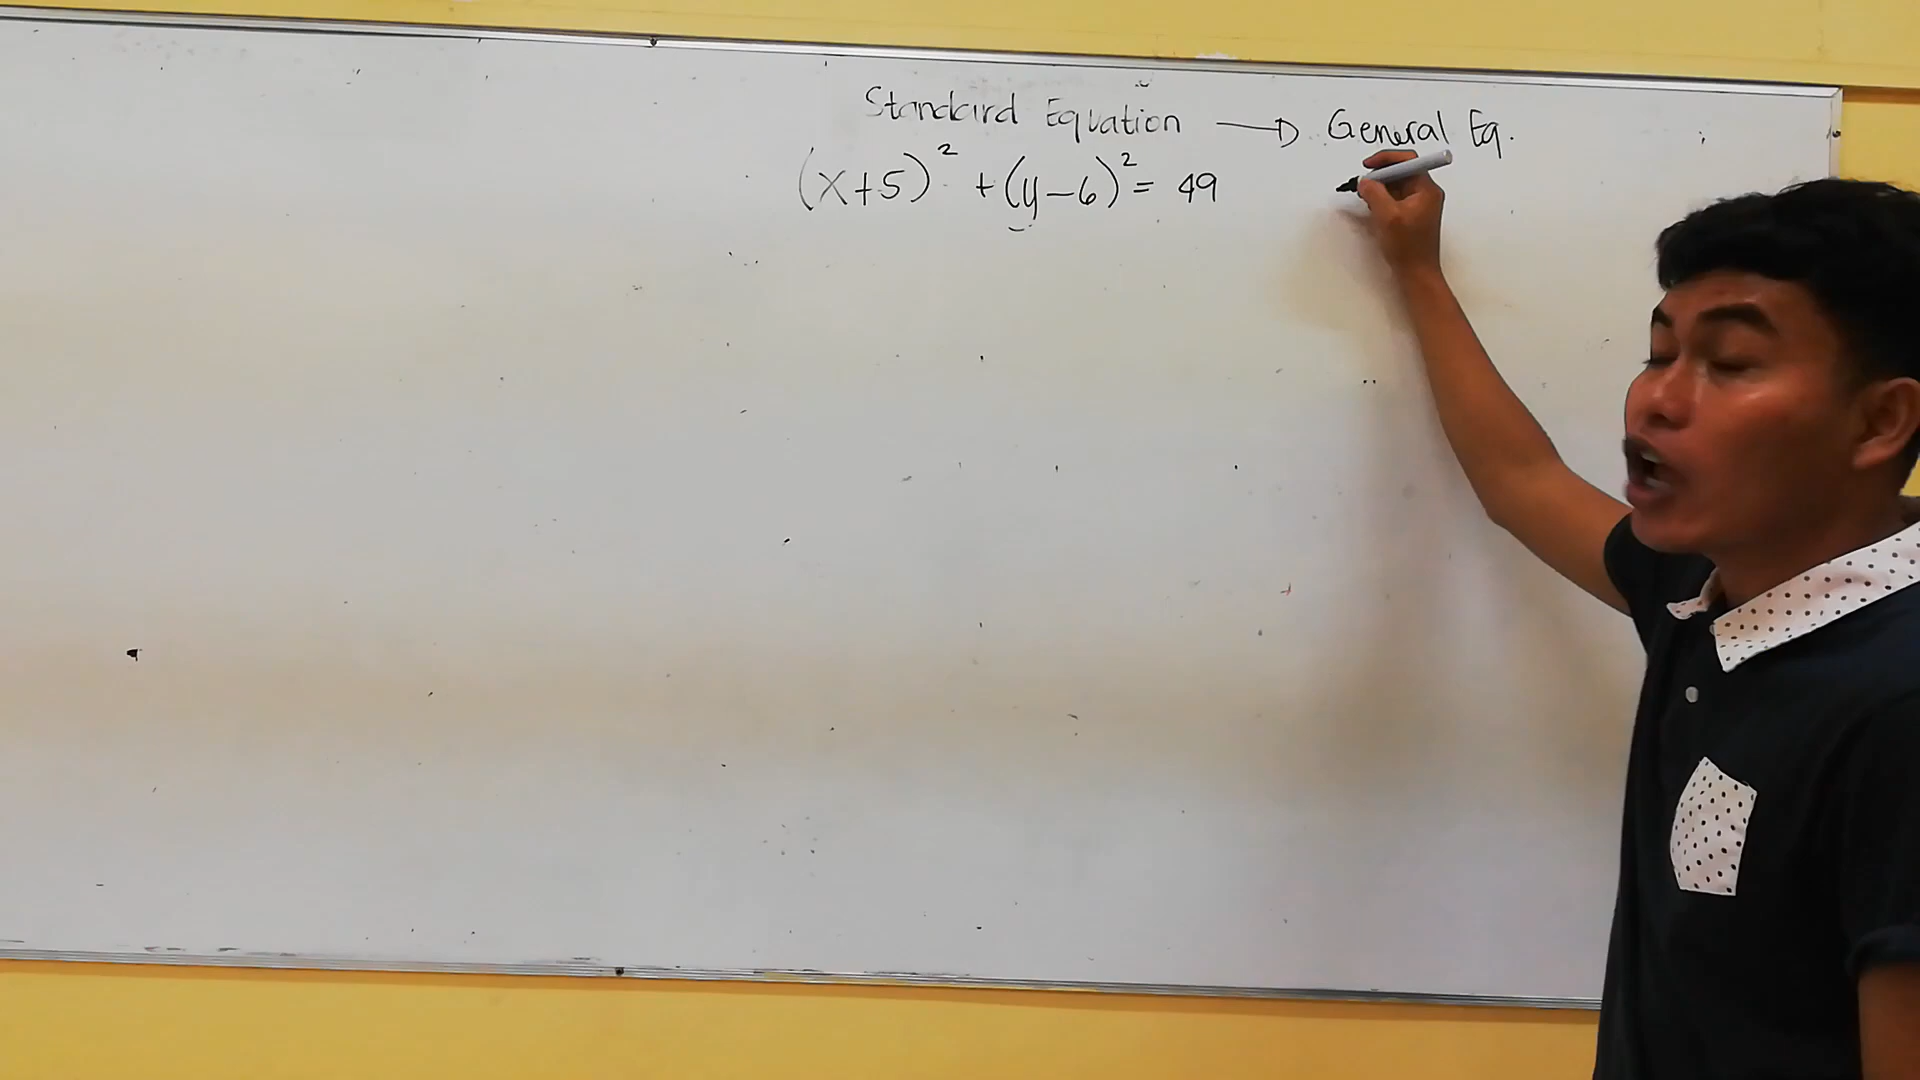 Standard Equation → General Eq.
(x+5)² + (y-6)² = 49